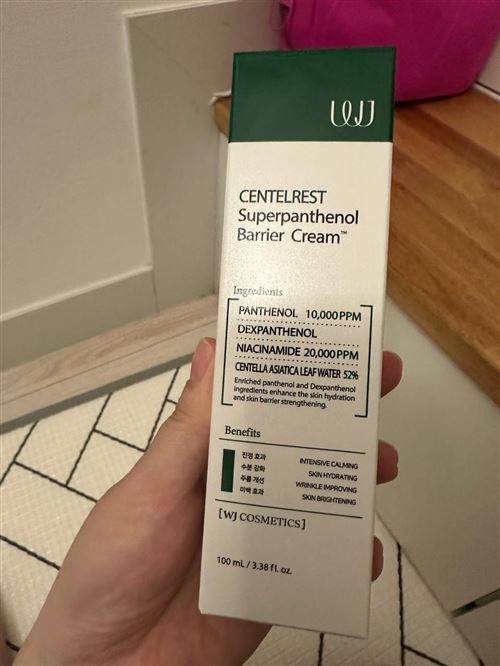 WJ
CENTELREST
Superpanthenol
Barrier Cream™
Ingredients
PANTHENOL 10,000PPM
DEXPANTHENOL
NIACINAMIDE 20,000PPM
CENTELLA ASIATICA LEAF WATER 52%
Enriched panthenol and Dexpanthenol
ingredients enhance the skin hydration
and skin barrier strengthening.
Benefits
진정 효과 INTENSIVE CALMING
수분 강화 SKIN HYDRATING
주름 개선 WRINKLE IMPROVING
미백 효과 SKIN BRIGHTENING
[WJ COSMETICS]
100 mL / 3.38 fl. oz.